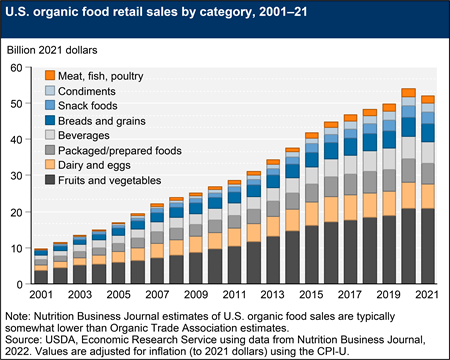 U.S. organic food retail sales by category, 2001–21
Billion 2021 dollars
60
50
40
30
20
10
0
Meat, fish, poultry
Condiments
Snack foods
Breads and grains
Beverages
Packaged/prepared foods
Dairy and eggs
Fruits and vegetables
2001 2003 2005 2007 2009 2011 2013 2015 2017 2019 2021
Note: Nutrition Business Journal estimates of U.S. organic food sales are typically
somewhat lower than Organic Trade Association estimates.
Source: USDA, Economic Research Service using data from Nutrition Business Journal,
2022. Values are adjusted for inflation (to 2021 dollars) using the CPI-U.